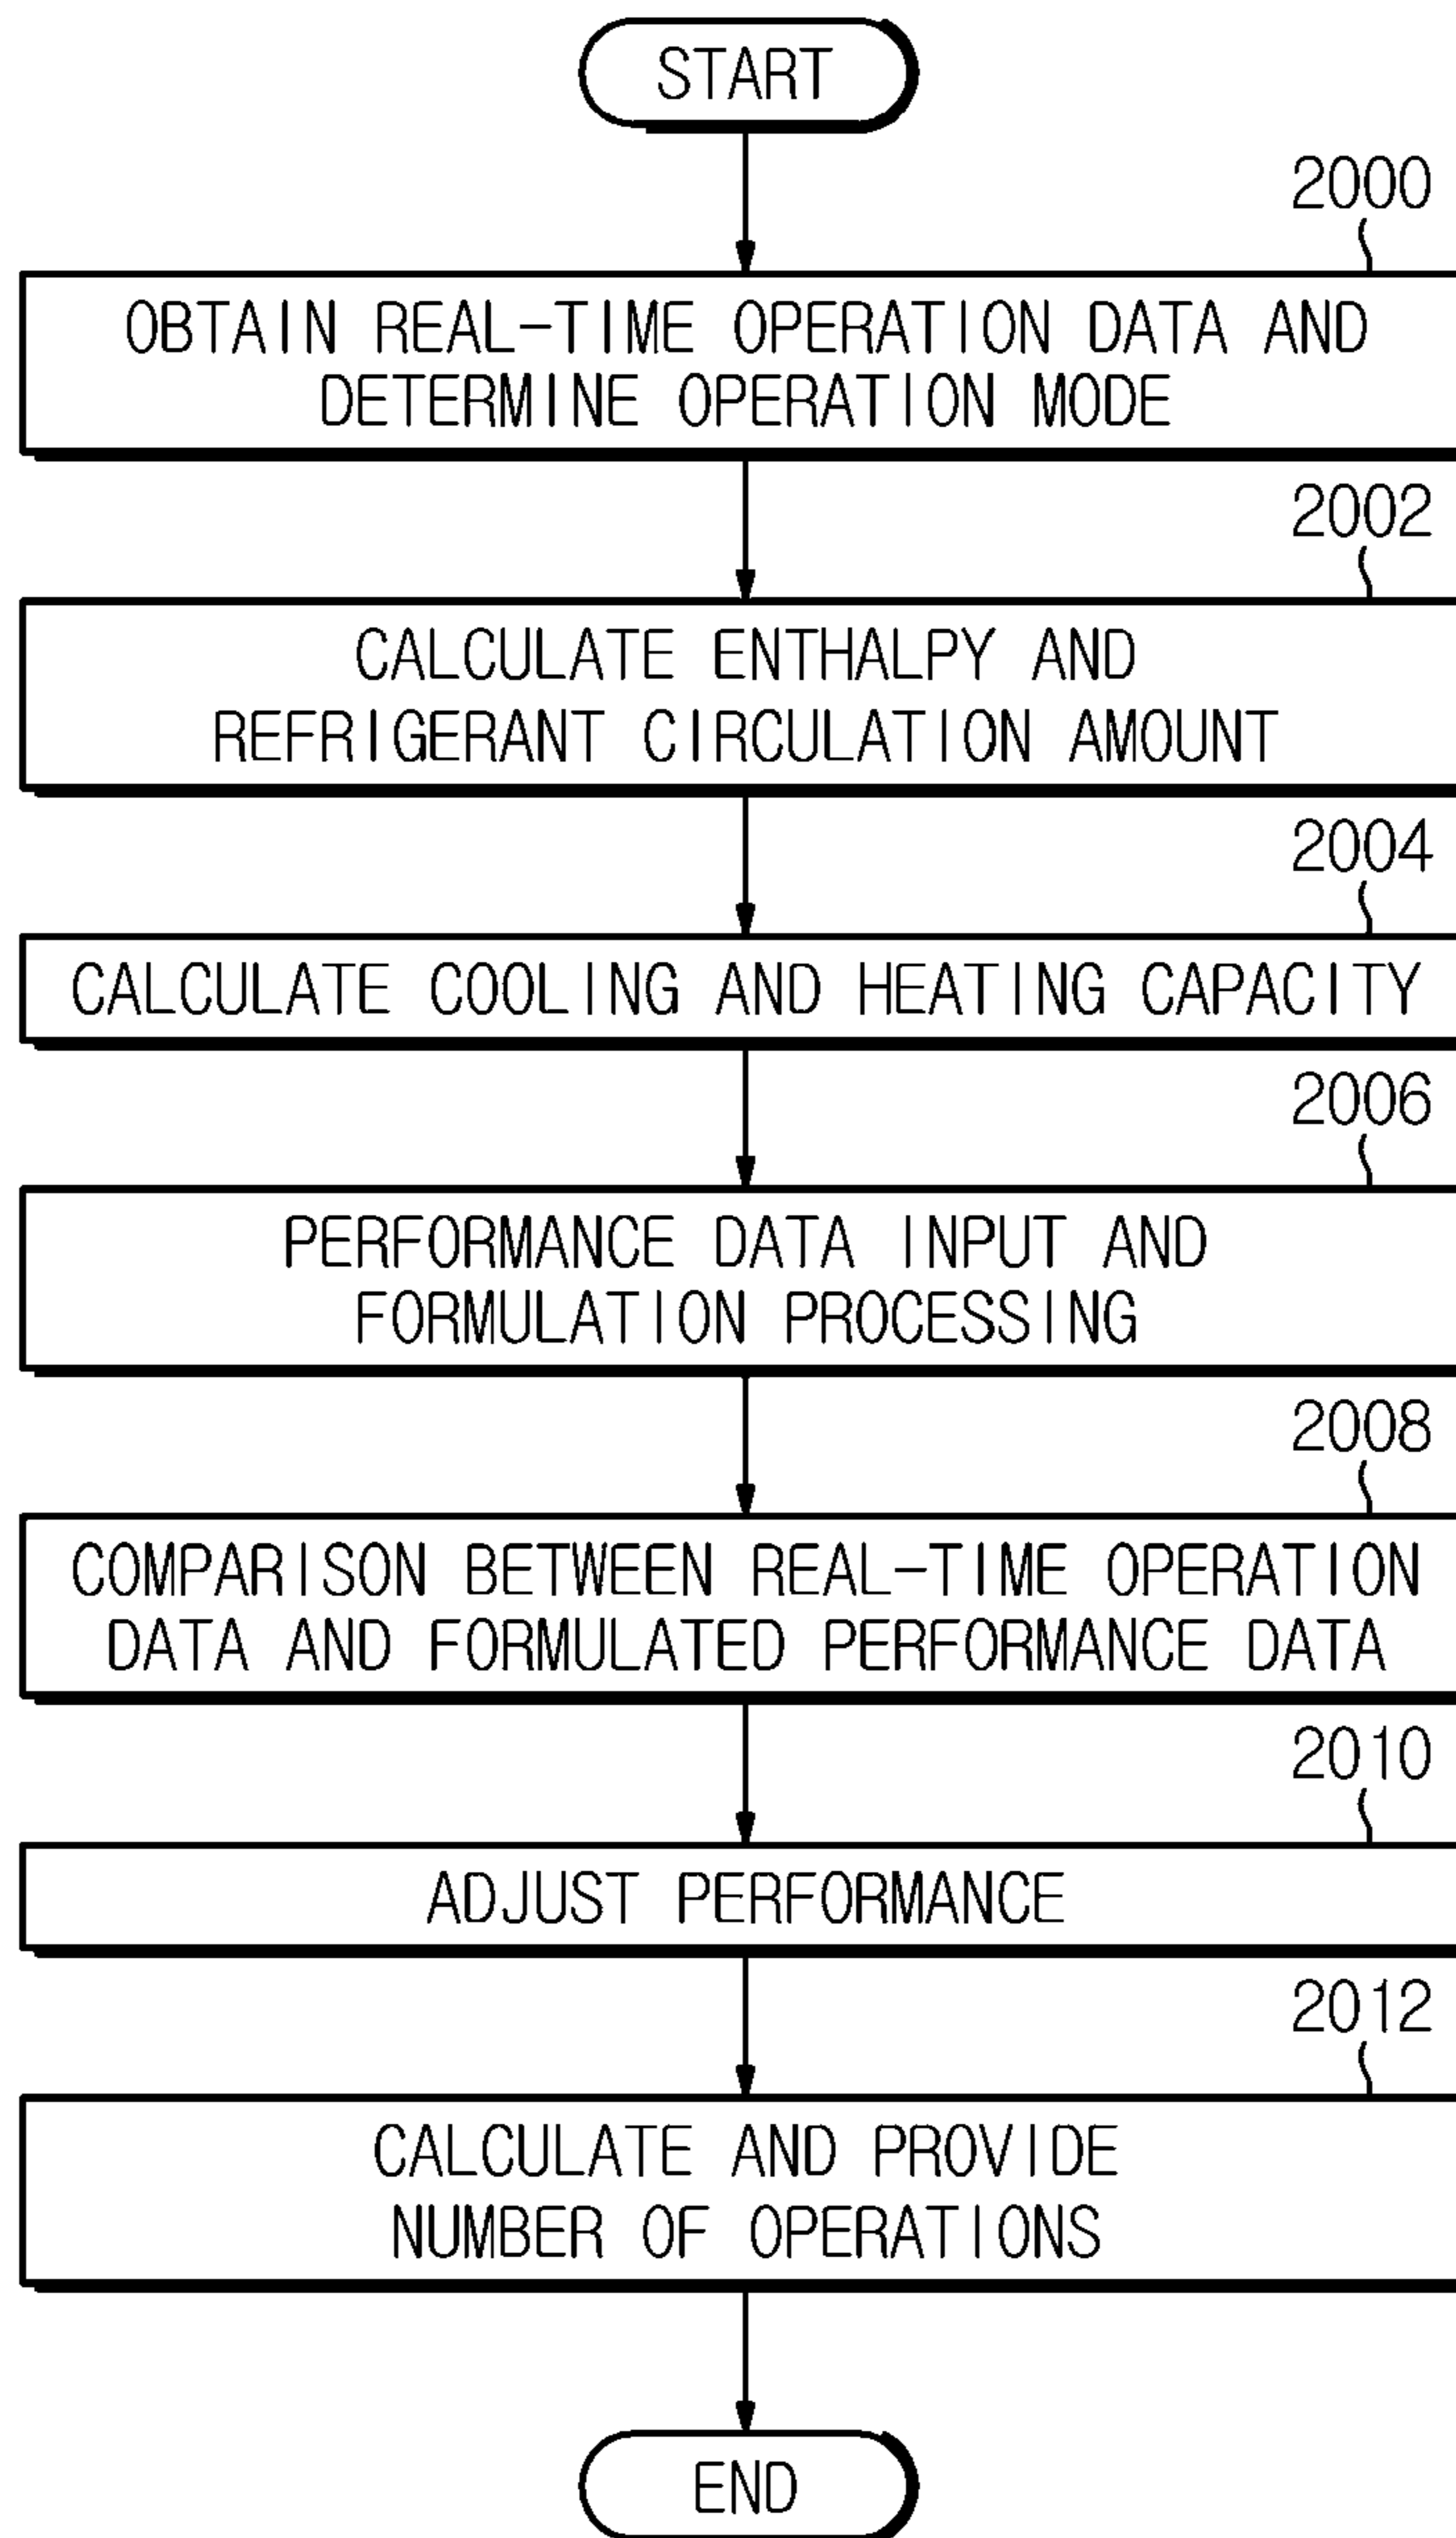 START
2000
OBTAIN REAL-TIME OPERATION DATA AND
DETERMINE OPERATION MODE
2002
CALCULATE ENTHALPY AND
REFRIGERANT CIRCULATION AMOUNT
2004
CALCULATE COOLING AND HEATING CAPACITY
2006
PERFORMANCE DATA INPUT AND
FORMULATION PROCESSING
2008
COMPARISON BETWEEN REAL-TIME OPERATION
DATA AND FORMULATED PERFORMANCE DATA
2010
ADJUST PERFORMANCE
2012
CALCULATE AND PROVIDE
NUMBER OF OPERATIONS
END